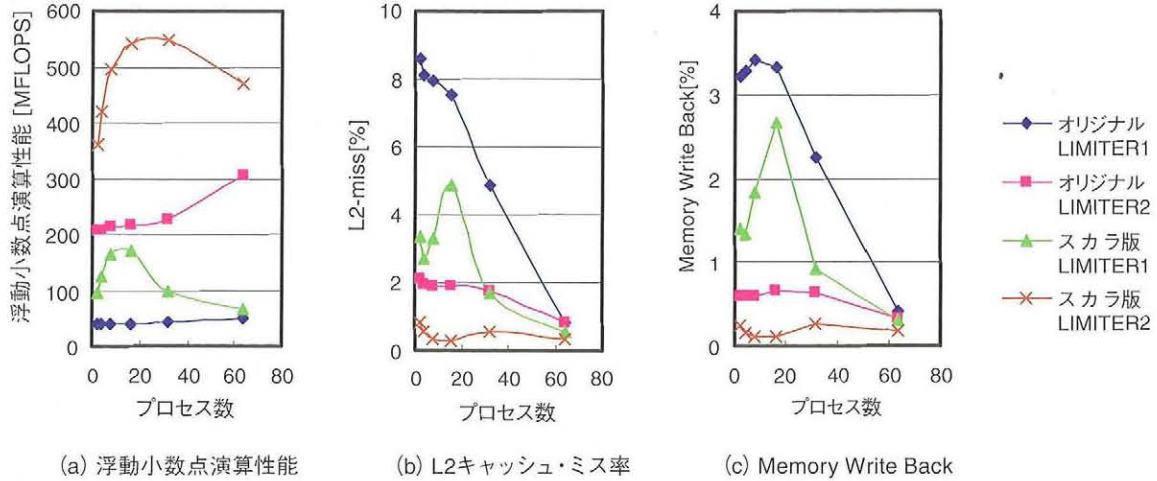 浮動小数点演算性能 [MFLOPS]
600
500
400
300
200
100
0
0 20 40 60 80
プロセス数
(a) 浮動小数点演算性能
L2-miss[%]
10
8
6
4
2
0
0 20 40 60 80
プロセス数
(b) L2キャッシュ・ミス率
Memory Write Back[%]
4
3
2
1
0
0 20 40 60 80
プロセス数
(c) Memory Write Back
オリジナル
LIMITER1
オリジナル
LIMITER2
スカラ版
LIMITER1
スカラ版
LIMITER2